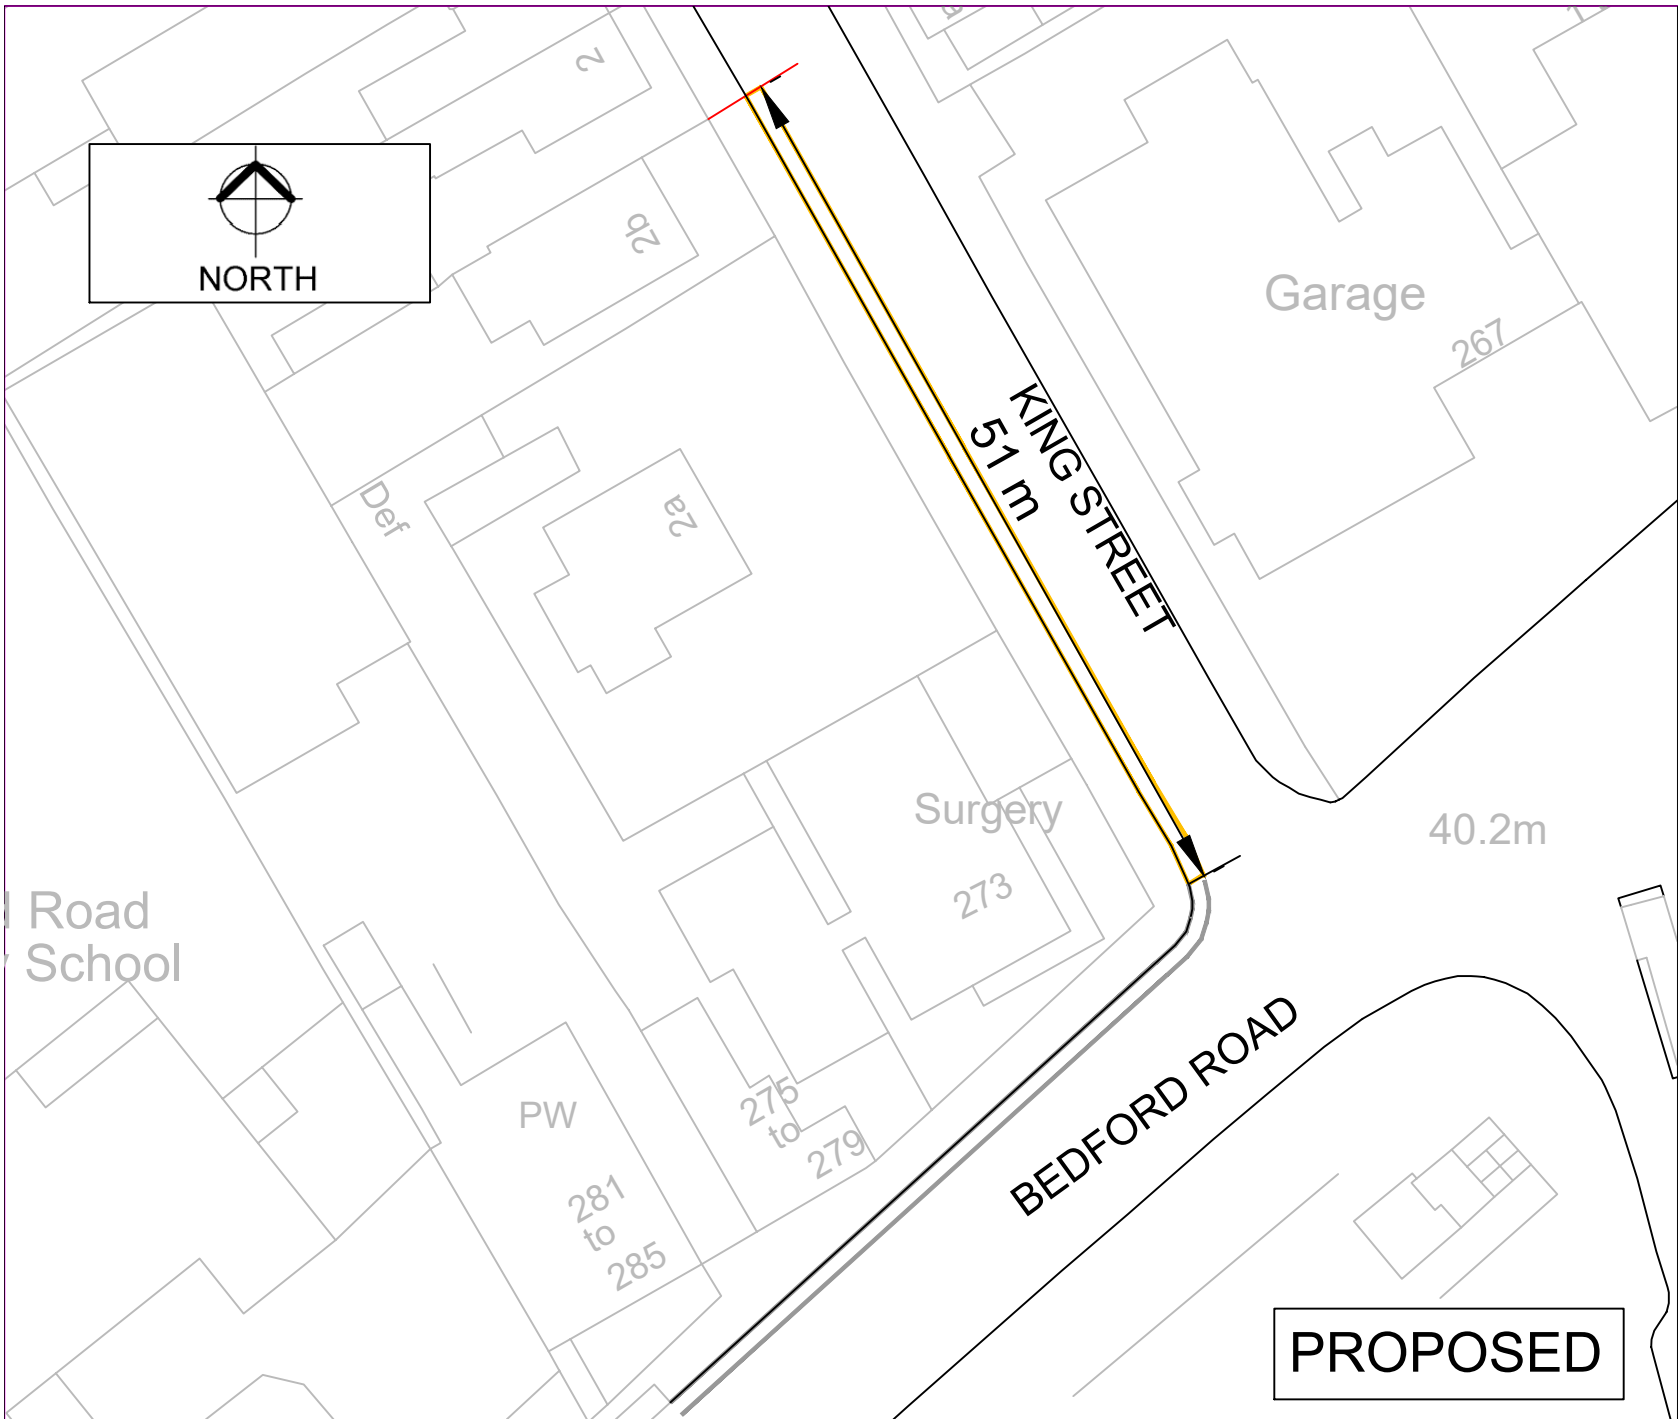 2
NORTH
2b
Garage
267
KING STREET
51 m
Def
2a
Surgery
40.2m
273
Road
School
BEDFORD ROAD
PW
275
to
279
281
to
285
PROPOSED